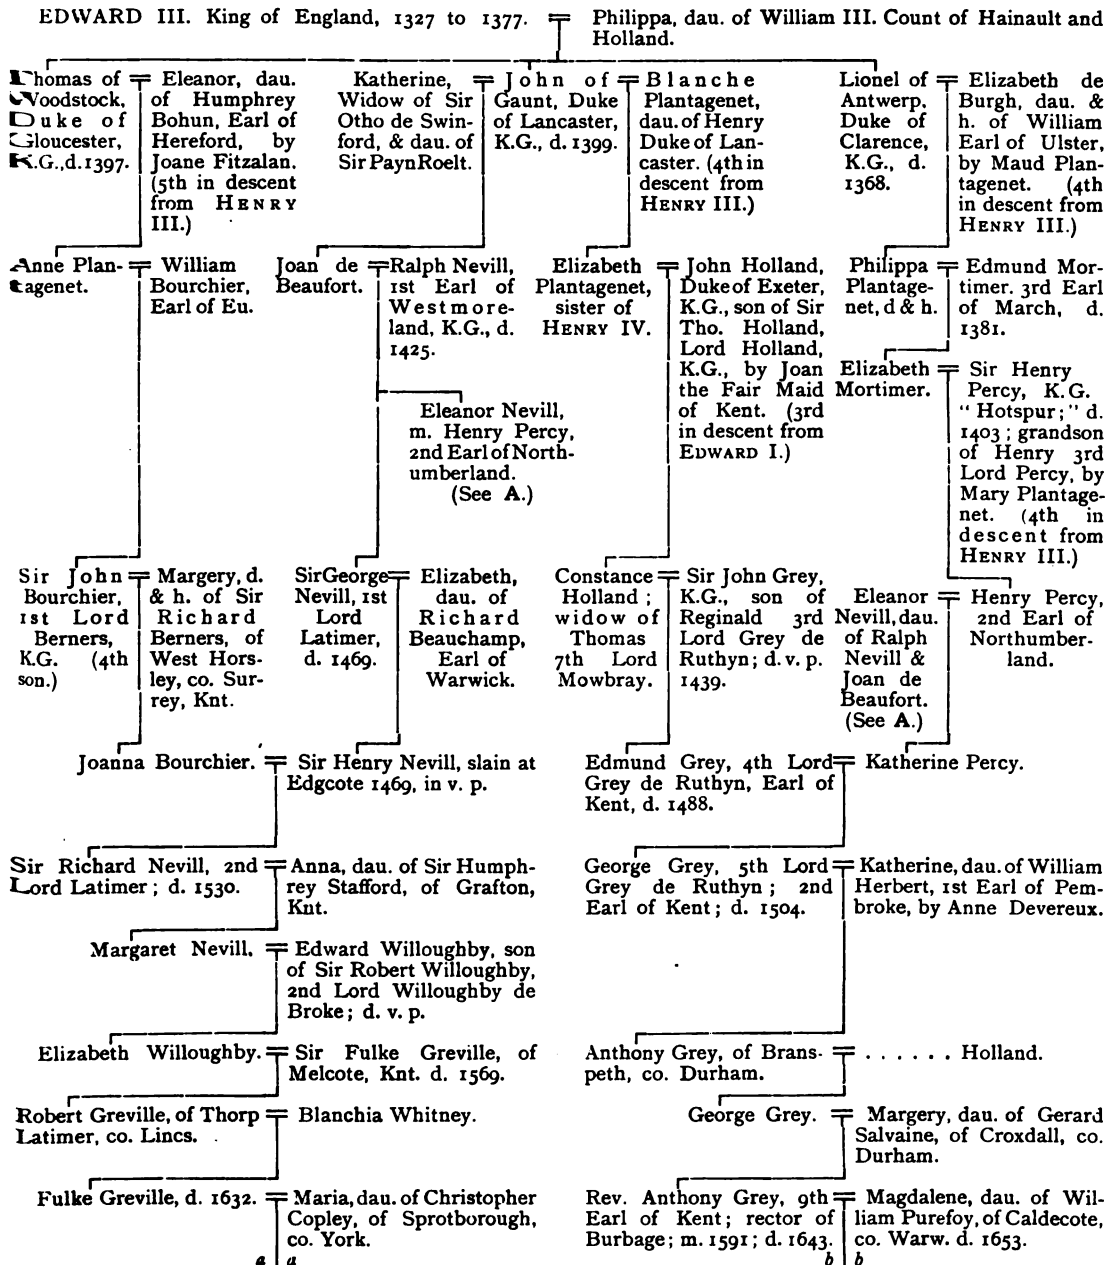 EDWARD III. King of England, 1327 to 1377. = Philippa, dau. of William III. Count of Hainault and
Holland.
Thomas of
Woodstock,
Duke of
Gloucester,
K.G., d. 1397.
= Eleanor, dau.
of Humphrey
Bohun, Earl of
Hereford, by
Joane Fitzalan.
(5th in descent
from HENRY
III.)
Katherine,
Widow of Sir
Otho de Swin-
ford, & dau. of
Sir Payn Roelt.
= John of
Gaunt, Duke
of Lancaster,
K.G., d. 1399.
= Blanche
Plantagenet,
dau. of Henry
Duke of Lan-
caster. (4th in
descent from
HENRY III.)
Lionel of
Antwerp,
Duke of
Clarence,
K.G., d.
1368.
= Elizabeth de
Burgh, dau. &
h. of William
Earl of Ulster,
by Maud Plan-
tagenet. (4th
in descent from
HENRY III.)
Anne Plan-
tagenet.
= William
Bourchier,
Earl of Eu.
Joan de
Beaufort.
= Ralph Nevill,
1st Earl of
Westmore-
land, K.G., d.
1425.
Elizabeth
Plantagenet,
sister of
HENRY IV.
= John Holland,
Duke of Exeter,
K.G., son of Sir
Tho. Holland,
Lord Holland,
K.G., by Joan
the Fair Maid
of Kent. (3rd
in descent from
EDWARD I.)
Philippa
Plantage-
net, d & h.
= Edmund Mor-
timer. 3rd Earl
of March, d.
1381.
Eleanor Nevill,
m. Henry Percy,
2nd Earl of North-
umberland.
(See A.)
Elizabeth
Mortimer.
= Sir Henry
Percy, K.G.
"Hotspur;" d.
1403; grandson
of Henry 3rd
Lord Percy, by
Mary Plantage-
net. (4th in
descent from
HENRY III.)
Sir John
Bourchier,
1st Lord
Berners,
K.G. (4th
son.)
= Margery, d.
& h. of Sir
Richard
Berners, of
West Hors-
ley, co. Sur-
rey, Knt.
Sir George
Nevill, 1st
Lord
Latimer,
d. 1469.
= Elizabeth,
dau. of
Richard
Beauchamp,
Earl of
Warwick.
Constance
Holland;
widow of
Thomas
7th Lord
Mowbray.
= Sir John Grey,
K.G., son of
Reginald 3rd
Lord Grey de
Ruthyn; d. v. p.
1439.
Eleanor
Nevill, dau.
of Ralph
Nevill &
Joan de
Beaufort.
(See A.)
= Henry Percy,
2nd Earl of
Northumber-
land.
Joanna Bourchier. = Sir Henry Nevill, slain at
Edgcote 1469, in v. p.
Edmund Grey, 4th Lord
Grey de Ruthyn, Earl of
Kent, d. 1488.
= Katherine Percy.
Sir Richard Nevill, 2nd
Lord Latimer; d. 1530.
= Anna, dau. of Sir Humph-
rey Stafford, of Grafton,
Knt.
George Grey, 5th Lord
Grey de Ruthyn; 2nd
Earl of Kent; d. 1504.
= Katherine, dau. of William
Herbert, 1st Earl of Pem-
broke, by Anne Devereux.
Margaret Nevill. = Edward Willoughby, son
of Sir Robert Willoughby,
2nd Lord Willoughby de
Broke; d. v. p.
Elizabeth Willoughby. = Sir Fulke Greville, of
Melcote, Knt. d. 1569.
Anthony Grey, of Brans-
peth, co. Durham.
= . . . . . . Holland.
Robert Greville, of Thorp
Latimer, co. Lincs.
= Blanchia Whitney.
George Grey. = Margery, dau. of Gerard
Salvaine, of Croxdall, co.
Durham.
Fulke Greville, d. 1632. = Maria, dau. of Christopher
Copley, of Sprotborough,
co. York.
Rev. Anthony Grey, 9th
Earl of Kent; rector of
Burbage; m. 1591; d. 1643.
= Magdalene, dau. of Wil-
liam Purefoy, of Caldecote,
co. Warw. d. 1653.
a a
b b